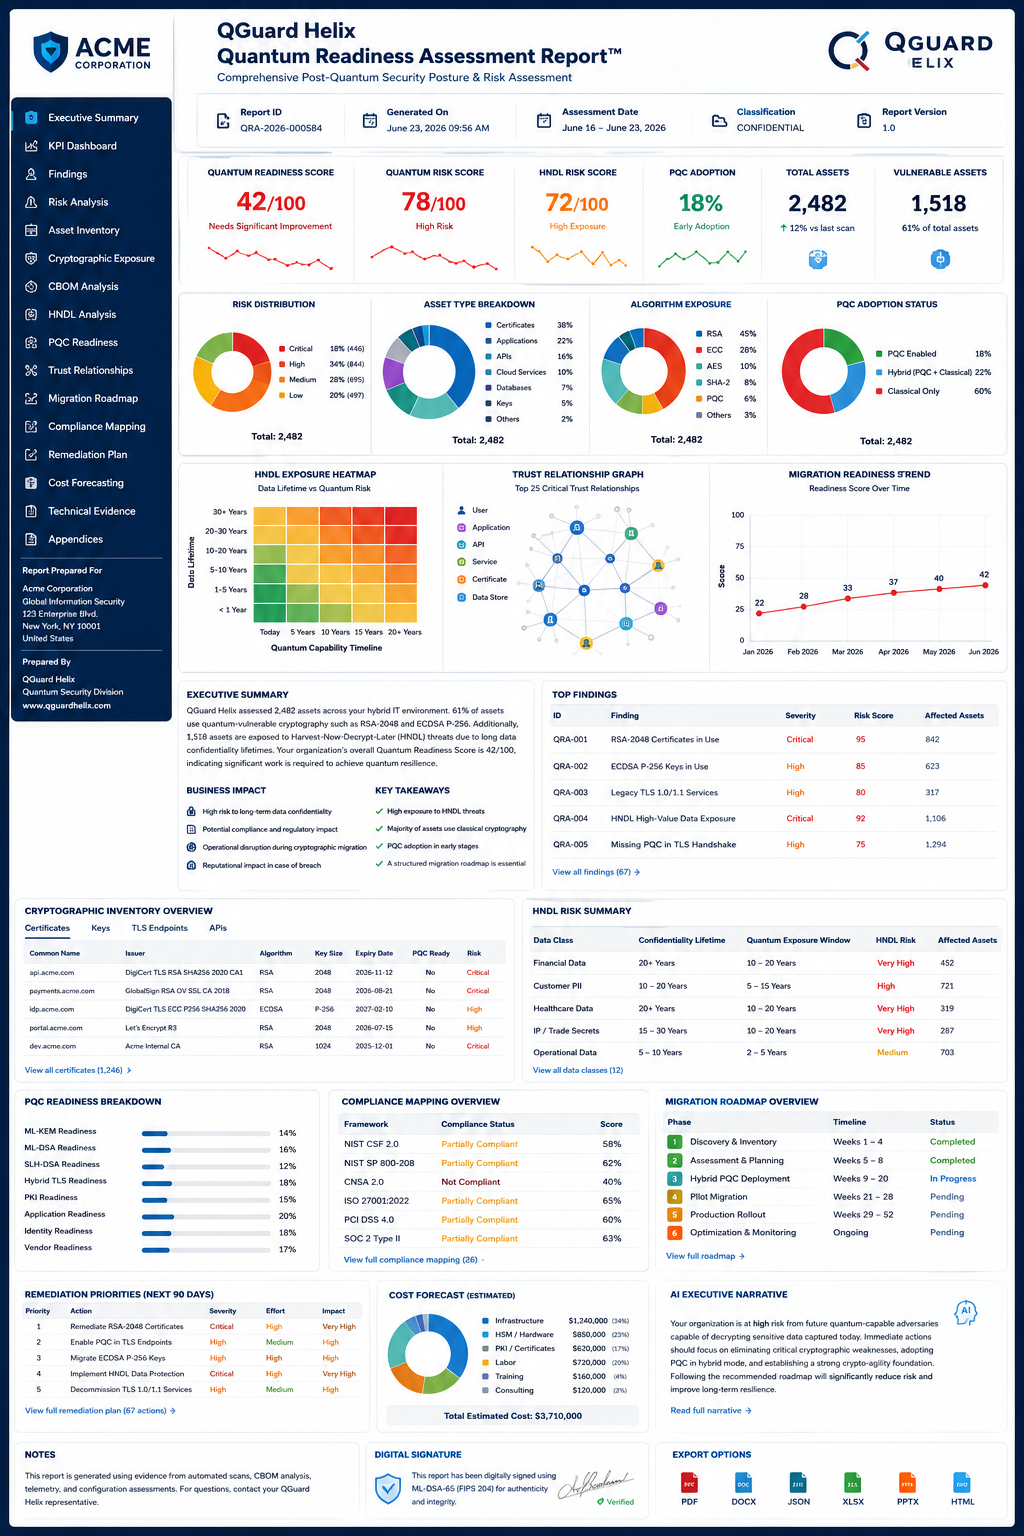 ACME
CORPORATION
QGuard Helix
Quantum Readiness Assessment Report™
Comprehensive Post-Quantum Security Posture & Risk Assessment
QGUARD
ELIX
Report ID
QRA-2026-000584
Generated On
June 23, 2026 09:56 AM
Assessment Date
June 16 – June 23, 2026
Classification
CONFIDENTIAL
Report Version
1.0
Executive Summary
KPI Dashboard
Findings
Risk Analysis
Asset Inventory
Cryptographic Exposure
CBOM Analysis
HNDL Analysis
PQC Readiness
Trust Relationships
Migration Roadmap
Compliance Mapping
Remediation Plan
Cost Forecasting
Technical Evidence
Appendices
Report Prepared For
Acme Corporation
Global Information Security
123 Enterprise Blvd.
New York, NY 10001
United States
Prepared By
QGuard Helix
Quantum Security Division
www.qguardhelix.com
QUANTUM READINESS SCORE
42/100
Needs Significant Improvement
QUANTUM RISK SCORE
78/100
High Risk
HNDL RISK SCORE
72/100
High Exposure
PQC ADOPTION
18%
Early Adoption
TOTAL ASSETS
2,482
↑ 12% vs last scan
VULNERABLE ASSETS
1,518
61% of total assets
RISK DISTRIBUTION
Critical 18% (446)
High 34% (844)
Medium 28% (695)
Low 20% (497)
Total: 2,482
ASSET TYPE BREAKDOWN
Certificates 38%
Applications 22%
APIs 16%
Cloud Services 10%
Databases 7%
Keys 5%
Others 2%
Total: 2,482
ALGORITHM EXPOSURE
RSA 45%
ECC 28%
AES 10%
SHA-2 8%
PQC 6%
Others 3%
Total: 2,482
PQC ADOPTION STATUS
PQC Enabled 18%
Hybrid (PQC + Classical) 22%
Classical Only 60%
Total: 2,482
HNDL EXPOSURE HEATMAP
Data Lifetime vs Quantum Risk
Data Lifetime
30+ Years
20-30 Years
10-20 Years
5-10 Years
1-5 Years
< 1 Year
Today 5 Years 10 Years 15 Years 20+ Years
Quantum Capability Timeline
TRUST RELATIONSHIP GRAPH
Top 25 Critical Trust Relationships
User
Application
API
Service
Certificate
Data Store
MIGRATION READINESS STREND
Readiness Score Over Time
Score
100
75
50
25
0
22 28 33 37 40 42
Jan 2026 Feb 2026 Mar 2026 Apr 2026 May 2026 Jun 2026
EXECUTIVE SUMMARY
QGuard Helix assessed 2,482 assets across your hybrid IT environment. 61% of assets
use quantum-vulnerable cryptography such as RSA-2048 and ECDSA P-256. Additionally,
1,518 assets are exposed to Harvest-Now-Decrypt-Later (HNDL) threats due to long data
confidentiality lifetimes. Your organization's overall Quantum Readiness Score is 42/100,
indicating significant work is required to achieve quantum resilience.
BUSINESS IMPACT
High risk to long-term data confidentiality
Potential compliance and regulatory impact
Operational disruption during cryptographic migration
Reputational impact in case of breach
KEY TAKEAWAYS
✓ High exposure to HNDL threats
✓ Majority of assets use classical cryptography
✓ PQC adoption in early stages
✓ A structured migration roadmap is essential
TOP FINDINGS
ID Finding Severity Risk Score Affected Assets
QRA-001 RSA-2048 Certificates in Use Critical 95 842
QRA-002 ECDSA P-256 Keys in Use High 85 623
QRA-003 Legacy TLS 1.0/1.1 Services High 80 317
QRA-004 HNDL High-Value Data Exposure Critical 92 1,106
QRA-005 Missing PQC in TLS Handshake High 75 1,294
View all findings (67) →
CRYPTOGRAPHIC INVENTORY OVERVIEW
Certificates Keys TLS Endpoints APIs
Common Name Issuer Algorithm Key Size Expiry Date PQC Ready Risk
api.acme.com DigiCert TLS RSA SHA256 2020 CA1 RSA 2048 2026-11-12 No Critical
payments.acme.com GlobalSign RSA OV SSL CA 2018 RSA 2048 2026-08-21 No Critical
idp.acme.com DigiCert TLS ECC P256 SHA256 2020 ECDSA P-256 2027-02-10 No High
portal.acme.com Let's Encrypt R3 RSA 2048 2026-07-15 No High
dev.acme.com Acme Internal CA RSA 1024 2025-12-01 No Critical
View all certificates (1,246) ›
HNDL RISK SUMMARY
Data Class Confidentiality Lifetime Quantum Exposure Window HNDL Risk Affected Assets
Financial Data 20+ Years 10 – 20 Years Very High 452
Customer PII 10 – 20 Years 5 – 15 Years High 721
Healthcare Data 20+ Years 10 – 20 Years Very High 319
IP / Trade Secrets 15 – 30 Years 10 – 20 Years Very High 287
Operational Data 5 – 10 Years 2 – 5 Years Medium 703
View all data classes (12)
PQC READINESS BREAKDOWN
ML-KEM Readiness 14%
ML-DSA Readiness 16%
SLH-DSA Readiness 12%
Hybrid TLS Readiness 18%
PKI Readiness 15%
Application Readiness 20%
Identity Readiness 18%
Vendor Readiness 17%
COMPLIANCE MAPPING OVERVIEW
Framework Compliance Status Score
NIST CSF 2.0 Partially Compliant 58%
NIST SP 800-208 Partially Compliant 62%
CNSA 2.0 Not Compliant 40%
ISO 27001:2022 Partially Compliant 65%
PCI DSS 4.0 Partially Compliant 60%
SOC 2 Type II Partially Compliant 63%
View full compliance mapping (26) -
MIGRATION ROADMAP OVERVIEW
Phase Timeline Status
1 Discovery & Inventory Weeks 1 – 4 Completed
2 Assessment & Planning Weeks 5 – 8 Completed
3 Hybrid PQC Deployment Weeks 9 – 20 In Progress
4 Pilot Migration Weeks 21 – 28 Pending
5 Production Rollout Weeks 29 – 52 Pending
6 Optimization & Monitoring Ongoing Pending
View full roadmap →
REMEDIATION PRIORITIES (NEXT 90 DAYS)
Priority Action Severity Effort Impact
1 Remediate RSA-2048 Certificates Critical High Very High
2 Enable PQC in TLS Endpoints High Medium High
3 Migrate ECDSA P-256 Keys High High High
4 Implement HNDL Data Protection Critical High Very High
5 Decommission TLS 1.0/1.1 Services High Medium High
View full remediation plan (67 actions) →
COST FORECAST (ESTIMATED)
Infrastructure $1,240,000 (34%)
HSM / Hardware $850,000 (23%)
PKI / Certificates $620,000 (17%)
Labor $720,000 (20%)
Training $160,000 (4%)
Consulting $120,000 (3%)
Total Estimated Cost: $3,710,000
AI EXECUTIVE NARRATIVE
AI
Your organization is at high risk from future quantum-capable adversaries
capable of decrypting sensitive data captured today. Immediate actions
should focus on eliminating critical cryptographic weaknesses, adopting
PQC in hybrid mode, and establishing a strong crypto-agility foundation.
Following the recommended roadmap will significantly reduce risk and
improve long-term resilience.
Read full narrative →
NOTES
This report is generated using evidence from automated scans, CBOM analysis,
telemetry, and configuration assessments. For questions, contact your QGuard
Helix representative.
DIGITAL SIGNATURE
This report has been digitally signed using
ML-DSA-65 (FIPS 204) for authenticity
and integrity.
Verified
EXPORT OPTIONS
PDF
DOCX
JSON
XLSX
PPTX
HTML